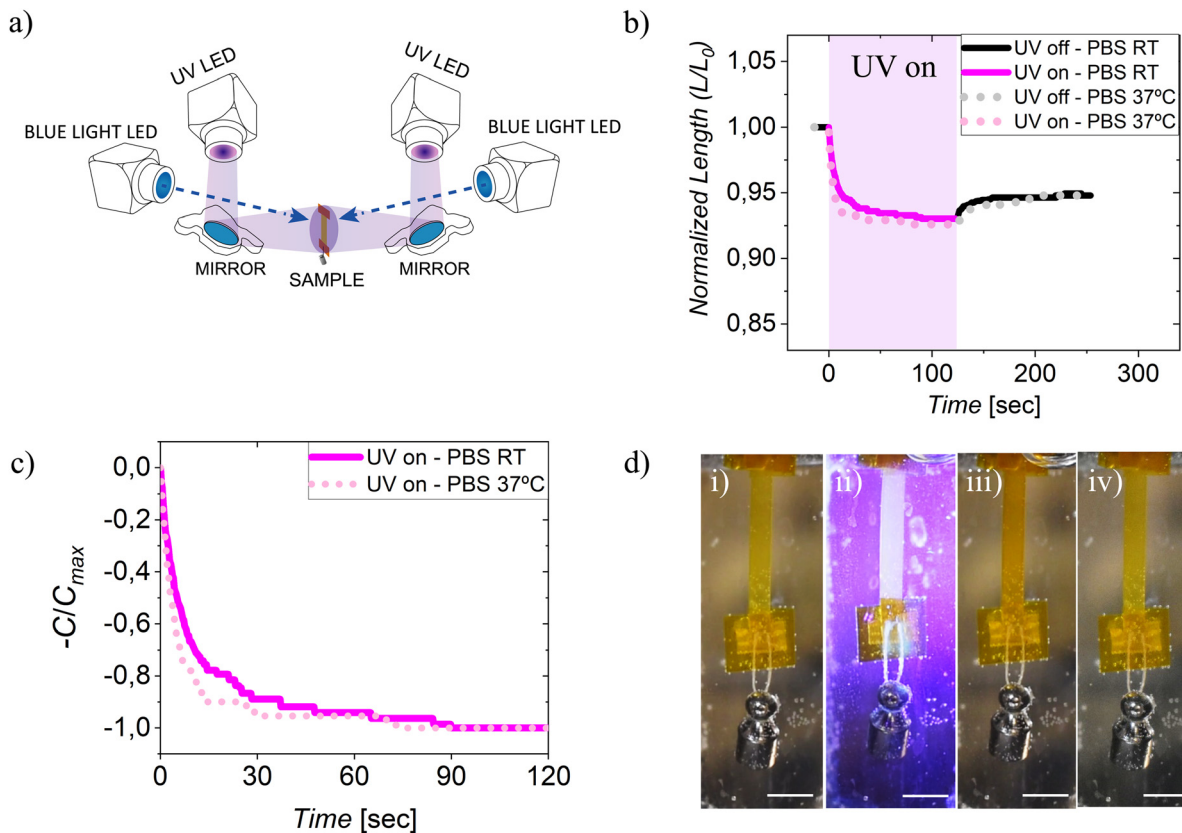 a)
UV LED
UV LED
BLUE LIGHT LED
BLUE LIGHT LED
MIRROR
SAMPLE
MIRROR
b)
Normalized Length (L/L0)
1,05
1,00
0,95
0,90
0,85
UV on
UV off - PBS RT
UV on - PBS RT
UV off - PBS 37ºC
UV on - PBS 37ºC
0
100
200
300
Time [sec]
c)
-C/Cmax
0,0
-0,2
-0,4
-0,6
-0,8
-1,0
UV on - PBS RT
UV on - PBS 37ºC
0
30
60
90
120
Time [sec]
d)
i)
ii)
iii)
iv)